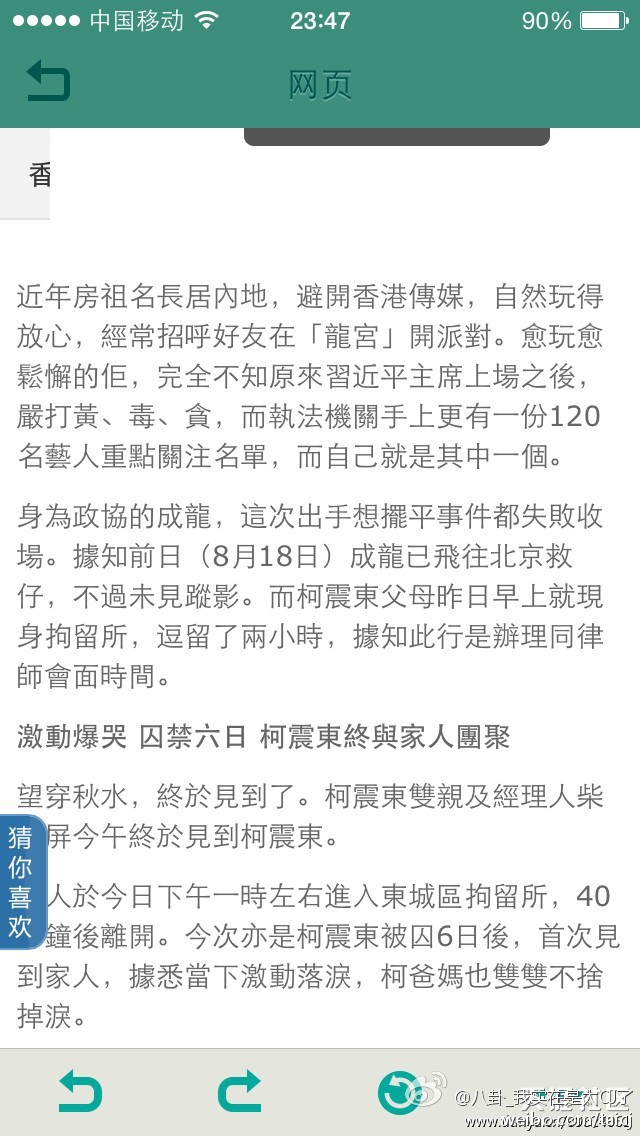 中国移动
23:47
90%
网页
香
近年房祖名長居內地，避開香港傳媒，自然玩得
放心，經常招呼好友在「龍宮」開派對。愈玩愈
鬆懈的佢，完全不知原來習近平主席上場之後，
嚴打黃、毒、貪，而執法機關手上更有一份120
名藝人重點關注名單，而自己就是其中一個。
身為政協的成龍，這次出手想擺平事件都失敗收
場。據知前日（8月18日）成龍已飛往北京救
仔，不過未見蹤影。而柯震東父母昨日早上就現
身拘留所，逗留了兩小時，據知此行是辦理同律
師會面時間。
激動爆哭 囚禁六日 柯震東終與家人團聚
望穿秋水，終於見到了。柯震東雙親及經理人柴
屏今午終於見到柯震東。
人於今日下午一時左右進入東城區拘留所，40
鐘後離開。今次亦是柯震東被囚6日後，首次見
到家人，據悉當下激動落淚，柯爸媽也雙雙不捨
掉淚。
猜你喜欢
@八卦_我实在是太CJ了